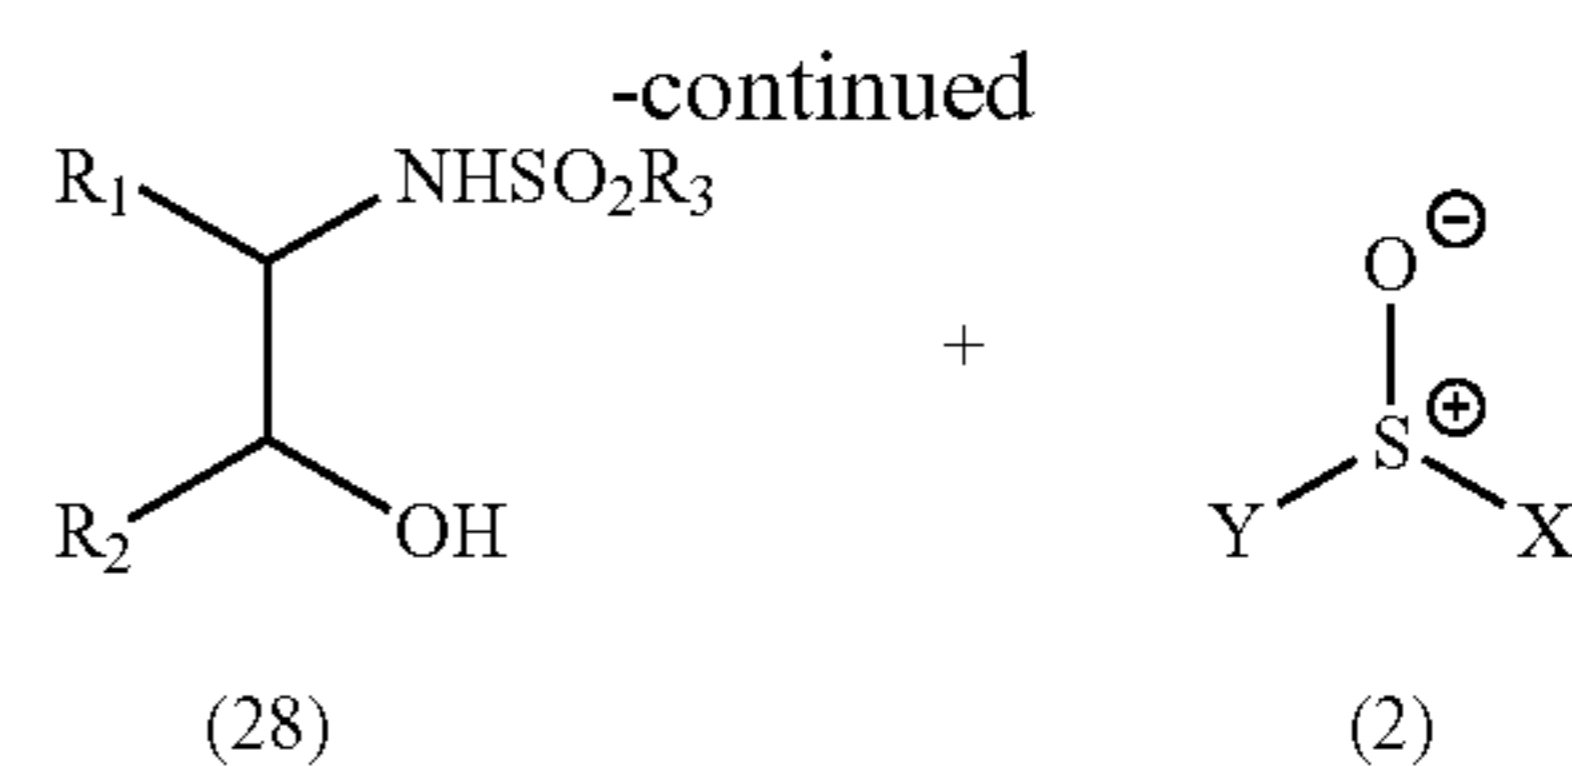 -continued
R1 NHSO2R3
+
O ⊖
S ⊕
Y X
R2 OH
(28) (2)